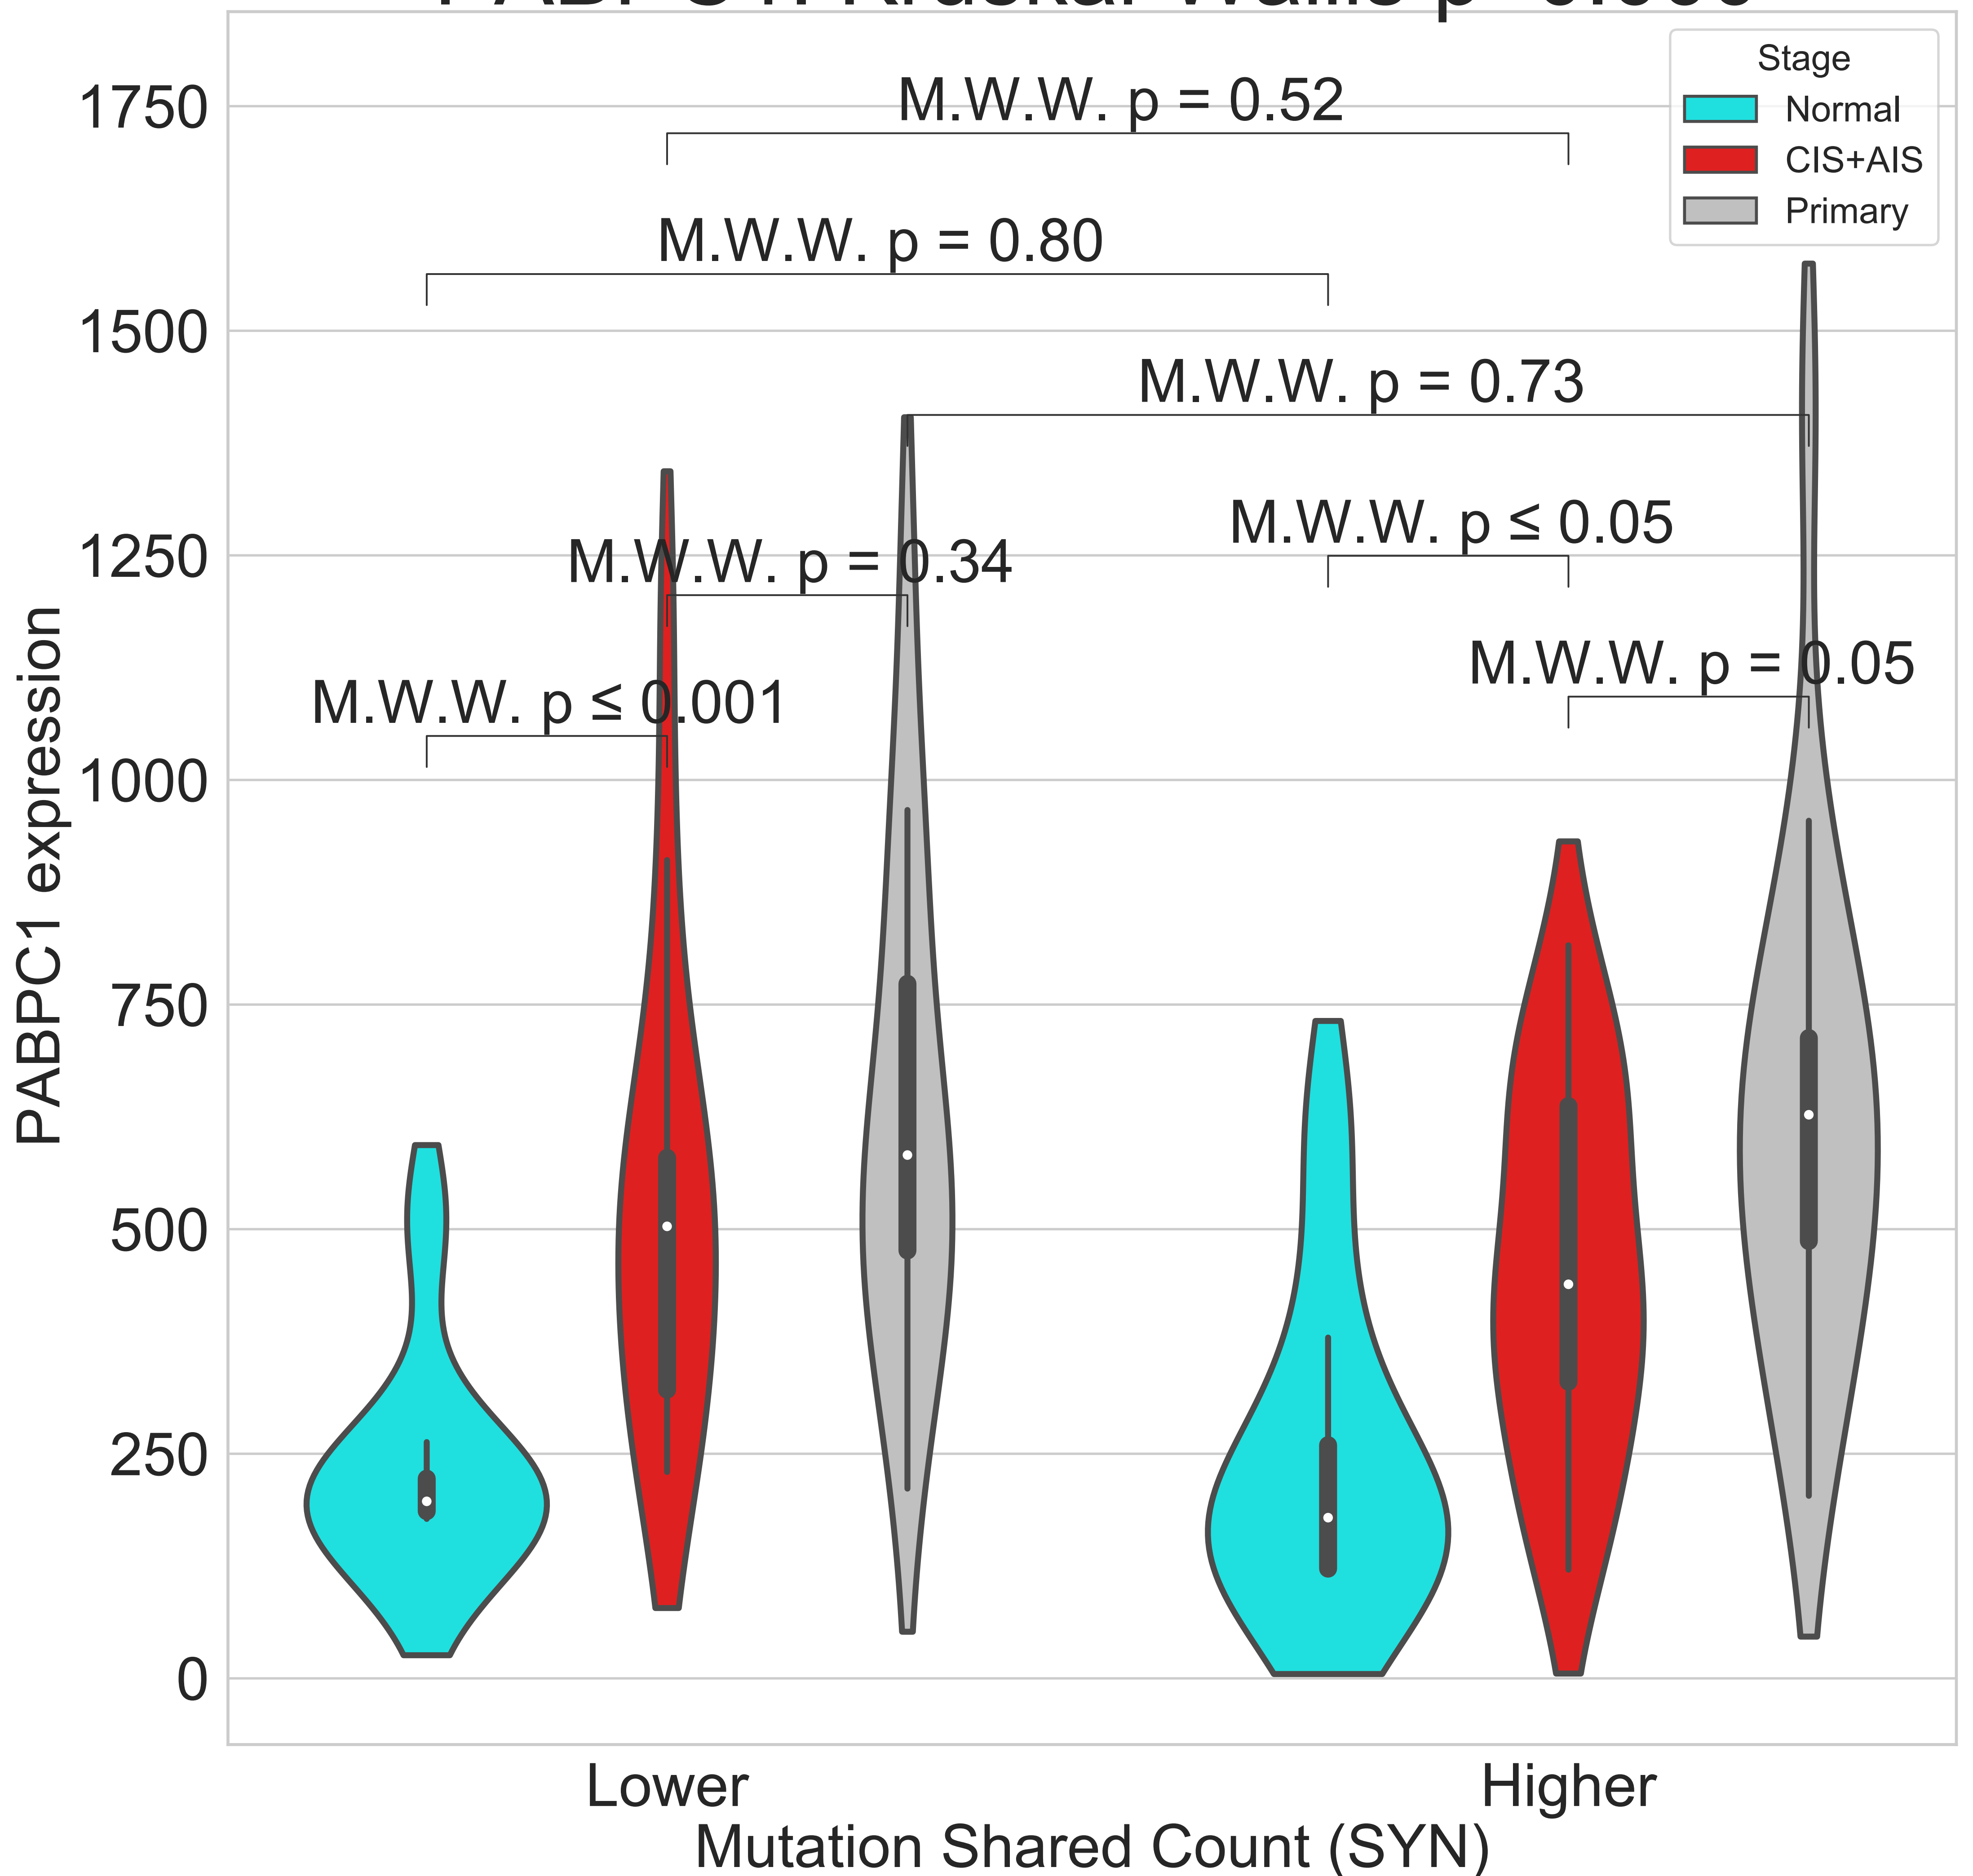 Stage
Normal
CIS+AIS
Primary
M.W.W. p = 0.52
M.W.W. p = 0.80
M.W.W. p = 0.73
M.W.W. p ≤ 0.05
M.W.W. p = 0.34
M.W.W. p = 0.05
M.W.W. p ≤ 0.001
1750
1500
1250
1000
750
500
250
0
PABPC1 expression
Lower
Higher
Mutation Shared Count (SYN)